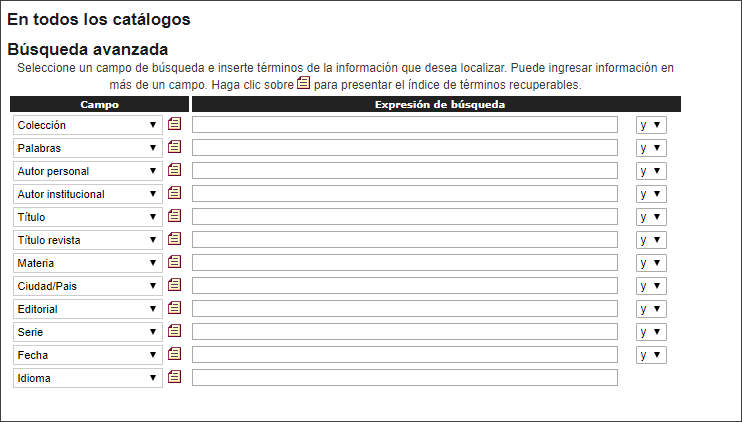 En todos los catálogos
Búsqueda avanzada
Seleccione un campo de búsqueda e inserte términos de la información que desea localizar. Puede ingresar información en
más de un campo. Haga clic sobre para presentar el índice de términos recuperables.
Campo Expresión de búsqueda
Colección y
Palabras y
Autor personal y
Autor institucional y
Título y
Título revista y
Materia y
Ciudad/Pais y
Editorial y
Serie y
Fecha y
Idioma